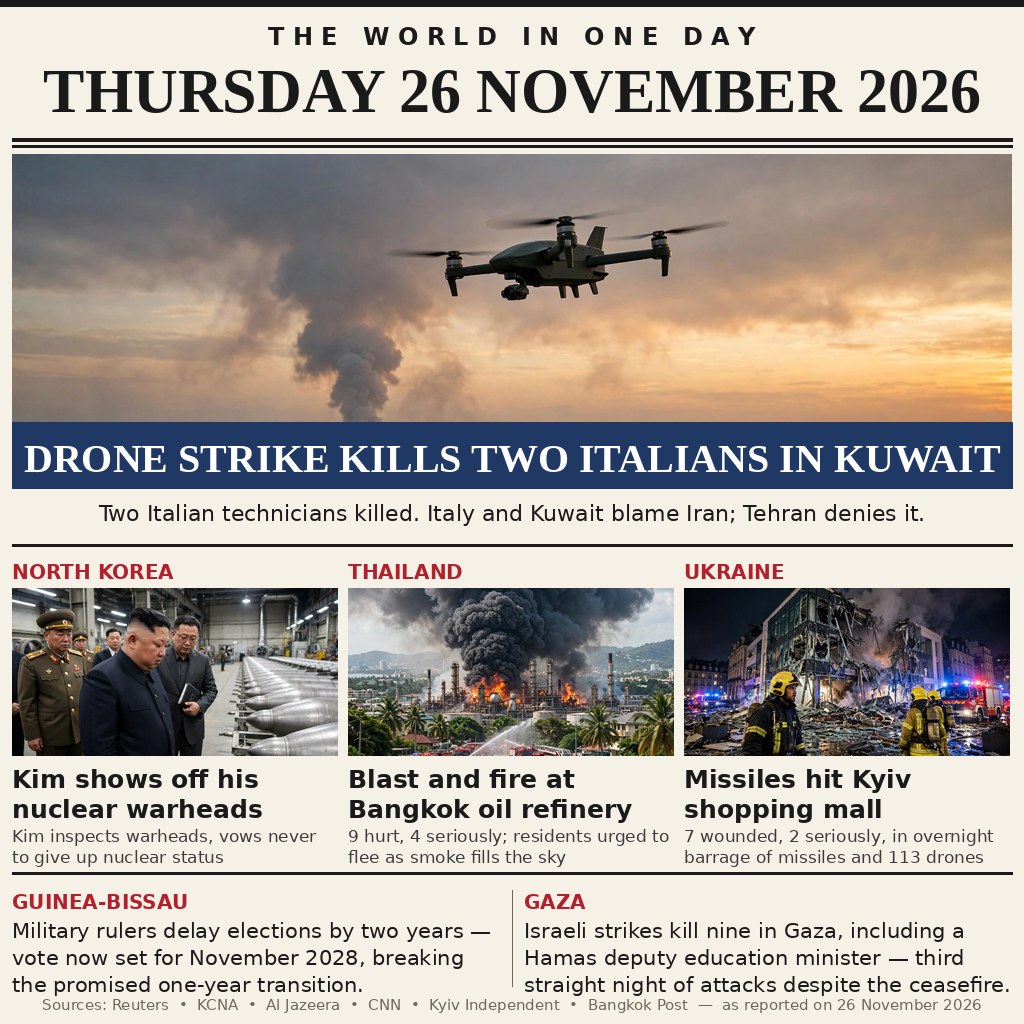 THE WORLD IN ONE DAY
THURSDAY 26 NOVEMBER 2026
DRONE STRIKE KILLS TWO ITALIANS IN KUWAIT
Two Italian technicians killed. Italy and Kuwait blame Iran; Tehran denies it.
NORTH KOREA
Kim shows off his
nuclear warheads
Kim inspects warheads, vows never
to give up nuclear status
THAILAND
Blast and fire at
Bangkok oil refinery
9 hurt, 4 seriously; residents urged to
flee as smoke fills the sky
UKRAINE
Missiles hit Kyiv
shopping mall
7 wounded, 2 seriously, in overnight
barrage of missiles and 113 drones
GUINEA-BISSAU
Military rulers delay elections by two years —
vote now set for November 2028, breaking
the promised one-year transition.
GAZA
Israeli strikes kill nine in Gaza, including a
Hamas deputy education minister — third
straight night of attacks despite the ceasefire.
Sources: Reuters • KCNA • Al Jazeera • CNN • Kyiv Independent • Bangkok Post — as reported on 26 November 2026